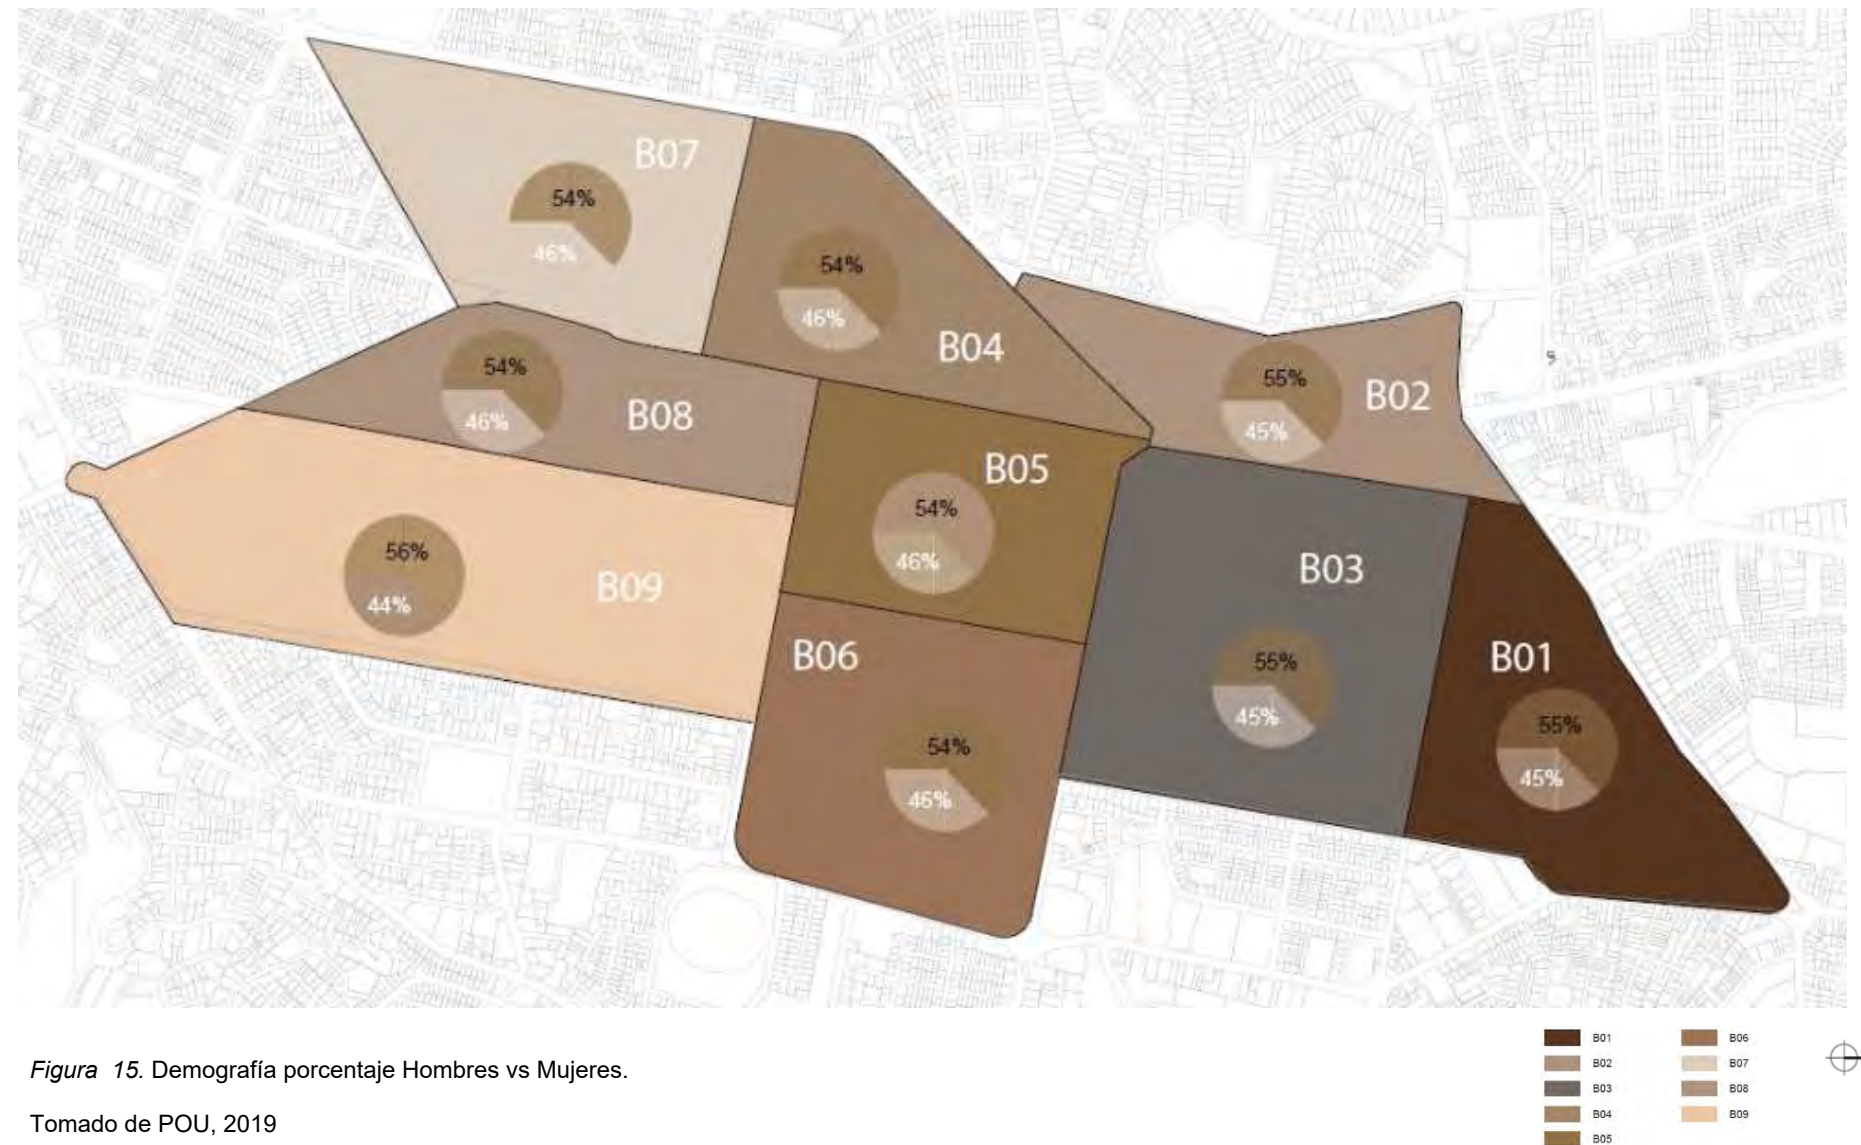 B07
54%
46%
54%
46%
B04
54%
46%
B08
55%
45%
B02
B05
54%
46%
56%
44%
B09
B03
55%
45%
B06
54%
46%
B01
55%
45%
Figura 15. Demografía porcentaje Hombres vs Mujeres.
Tomado de POU, 2019
B01
B02
B03
B04
B05
B06
B07
B08
B09